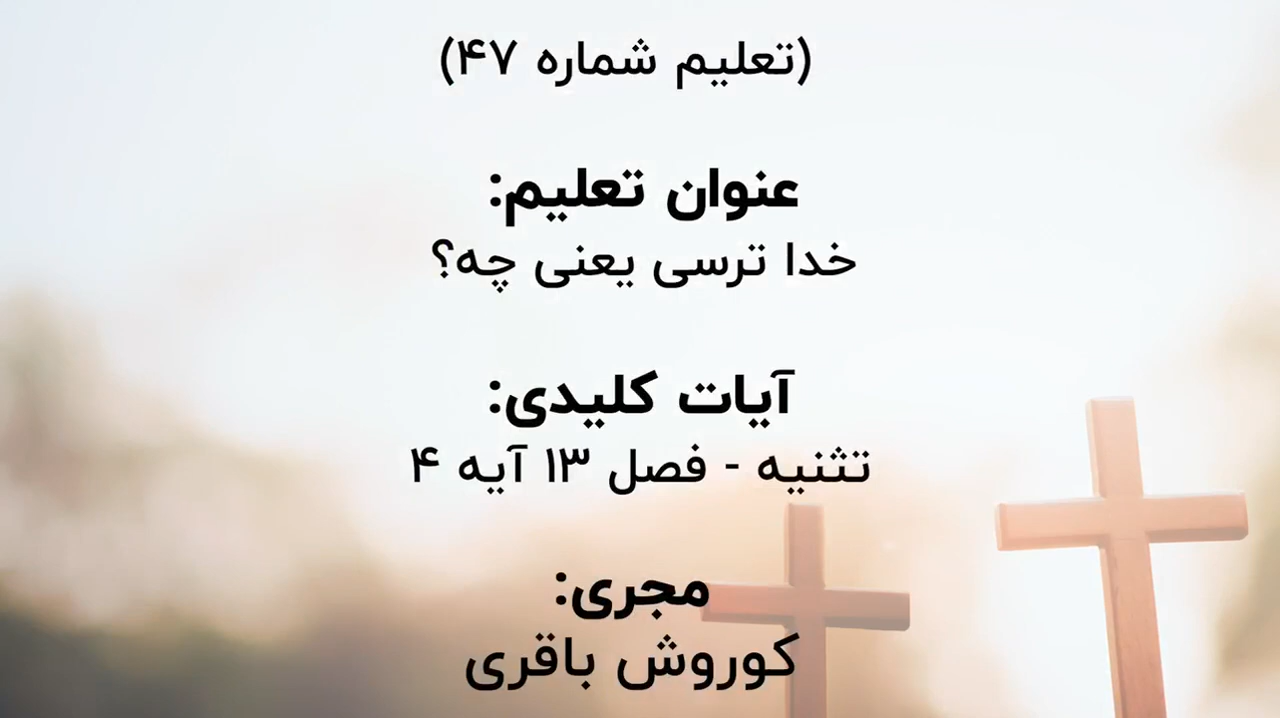 (تعلیم شماره ۴۷)
عنوان تعلیم:
خدا ترسی یعنی چه؟
آیات کلیدی:
تثنیه - فصل ۱۳ آیه ۴
مجری:
کوروش باقری